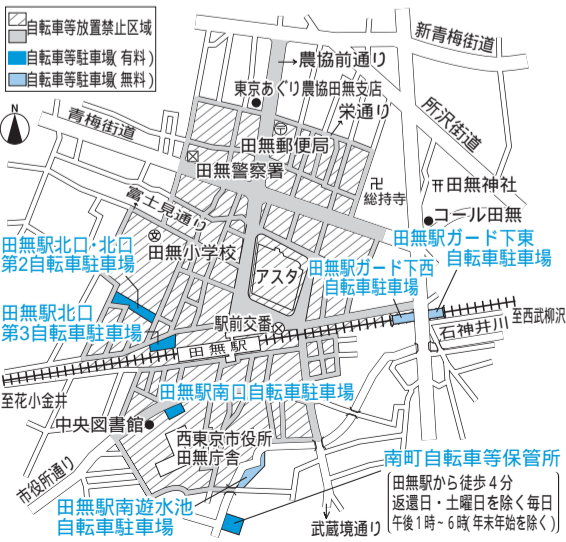 自転車等放置禁止区域
自転車等駐車場(有料)
自転車等駐車場(無料)
新青梅街道
→農協前通り
東京あぐり農協田無支店
栄通り
所沢街道
N
青梅街道
田無郵便局
田無警察署
卍
総持寺
田無神社
コール田無
富士見通り
文
田無小学校
田無駅北口・北口
第2自転車駐車場
アスタ
田無駅ガード下西
自転車駐車場
田無駅ガード下東
自転車駐車場
田無駅北口
第3自転車駐車場
駅前交番
田無駅
至西武柳沢
石神井川
至花小金井
田無駅南口自転車駐車場
中央図書館
西東京市役所
田無庁舎
市役所通り
田無駅南遊水池
自転車駐車場
武蔵境通り
南町自転車等保管所
田無駅から徒歩4分
返還日・土曜日を除く毎日
午後1時~6時(年末年始を除く)